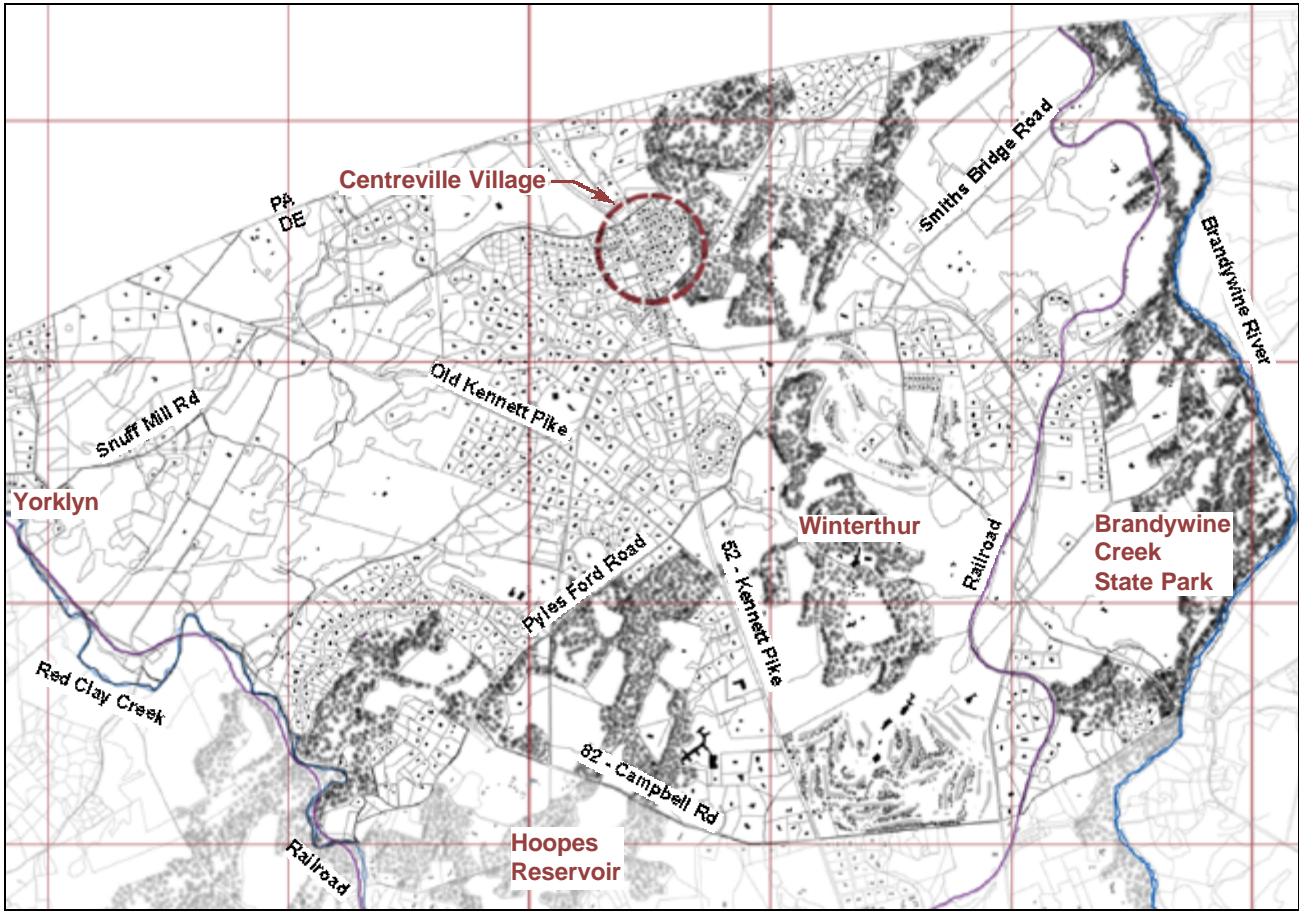 Centreville Village
PA
DE
Smiths Bridge Road
Brandywine River
Old Kennett Pike
Snuff Mill Rd
Yorklyn
Winterthur
Brandywine
Creek
State Park
Railroad
52 - Kennett Pike
Pyles Ford Road
Red Clay Creek
82 - Campbell Rd
Hoopes
Reservoir
Railroad